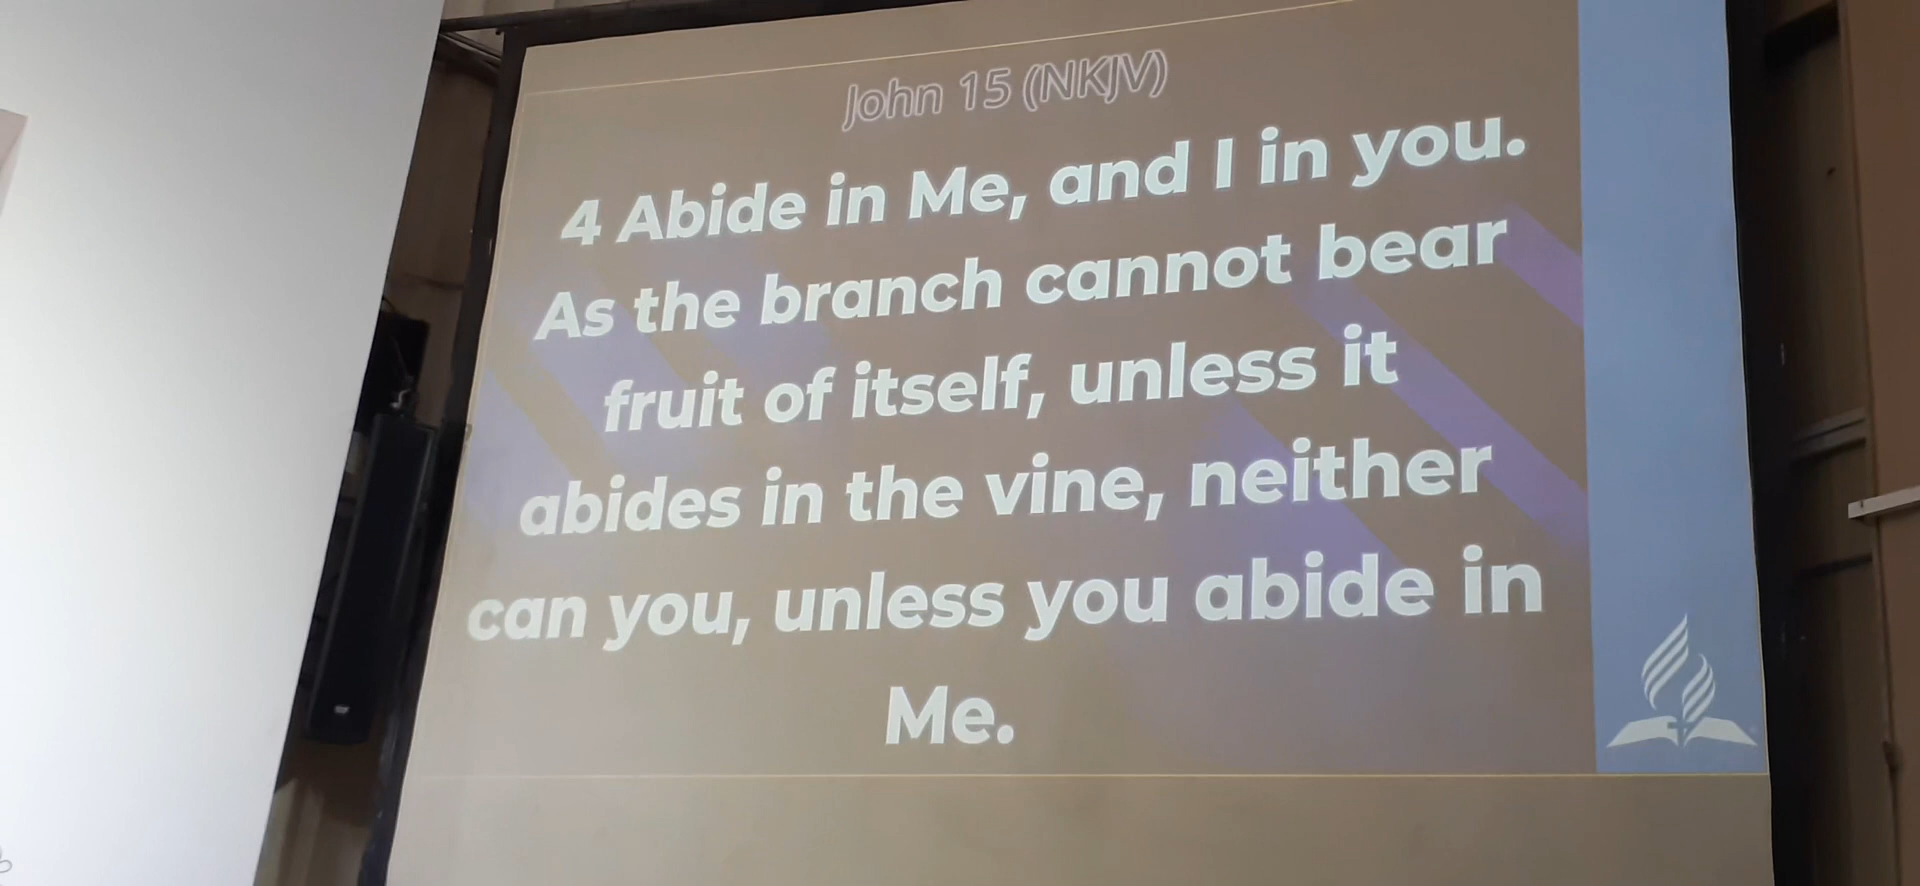 John 15 (NKJV)
4 Abide in Me, and I in you.
As the branch cannot bear
fruit of itself, unless it
abides in the vine, neither
can you, unless you abide in
Me.